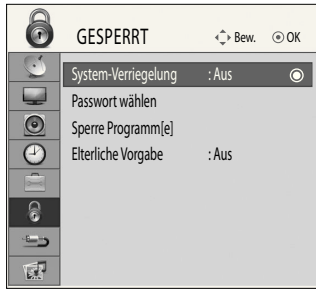 GESPERRT Bew. OK
System-Verriegelung : Aus
Passwort wählen
Sperre Programm[e]
Elterliche Vorgabe : Aus